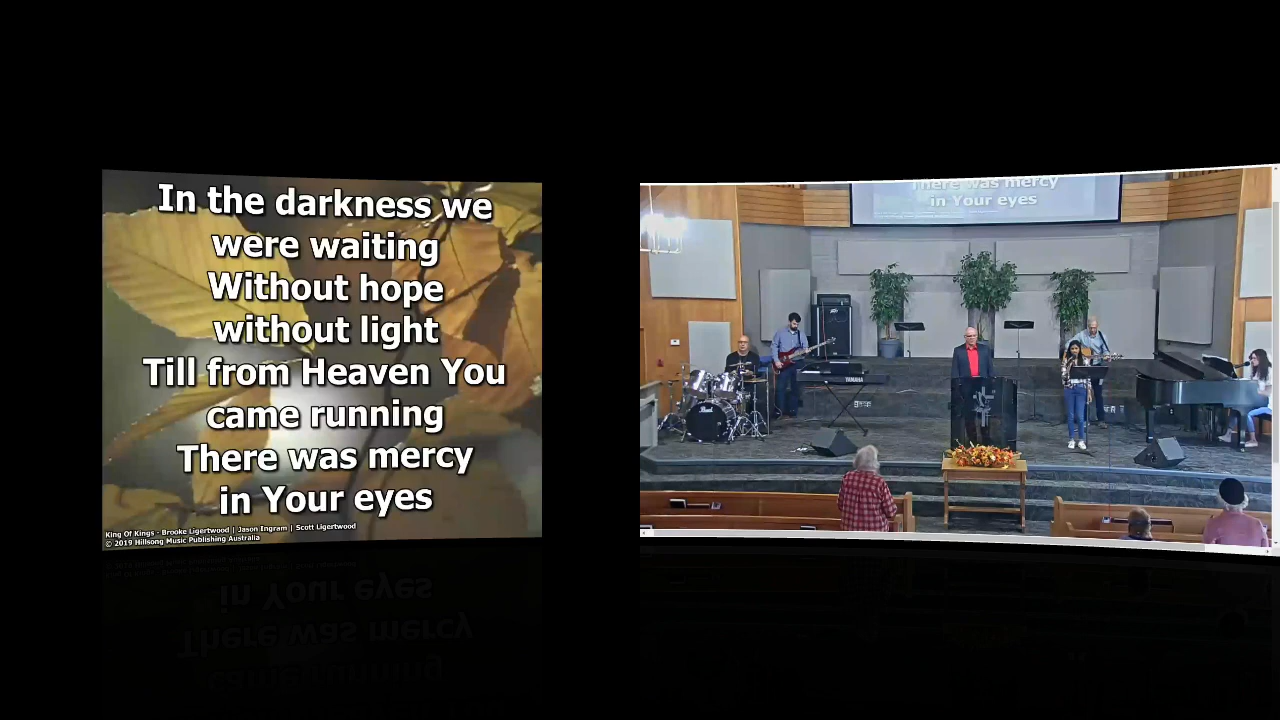 In the darkness we
were waiting
Without hope
without light
Till from Heaven You
came running
There was mercy
in Your eyes
King Of Kings - Brooke Ligertwood | Jason Ingram | Scott Ligertwood
© 2019 Hillsong Music Publishing Australia
There was mercy
in Your eyes
PEAVEY
YAMAHA
Pearl